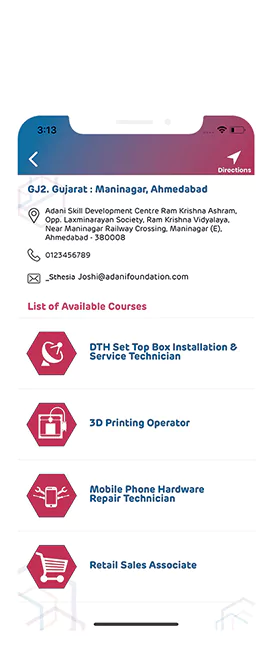 3:13
Directions
GJ2. Gujarat : Maninagar, Ahmedabad
Adani Skill Development Centre Ram Krishna Ashram,
Opp. Laxminarayan Society, Ram Krishna Vidyalaya,
Near Maninagar Railway Crossing, Maninagar (E),
Ahmedabad - 380008
0123456789
_Sthesia Joshi@adanifoundation.com
List of Available Courses
DTH Set Top Box Installation &
Service Technician
3D Printing Operator
Mobile Phone Hardware
Repair Technician
Retail Sales Associate